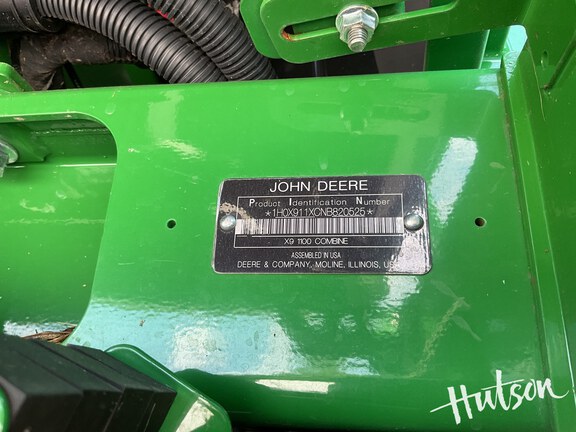 JOHN DEERE
Product Identification Number
*1H0X911XCNB820525*
X9 1100 COMBINE
ASSEMBLED IN USA
DEERE & COMPANY, MOLINE, ILLINOIS, USA
Hutson